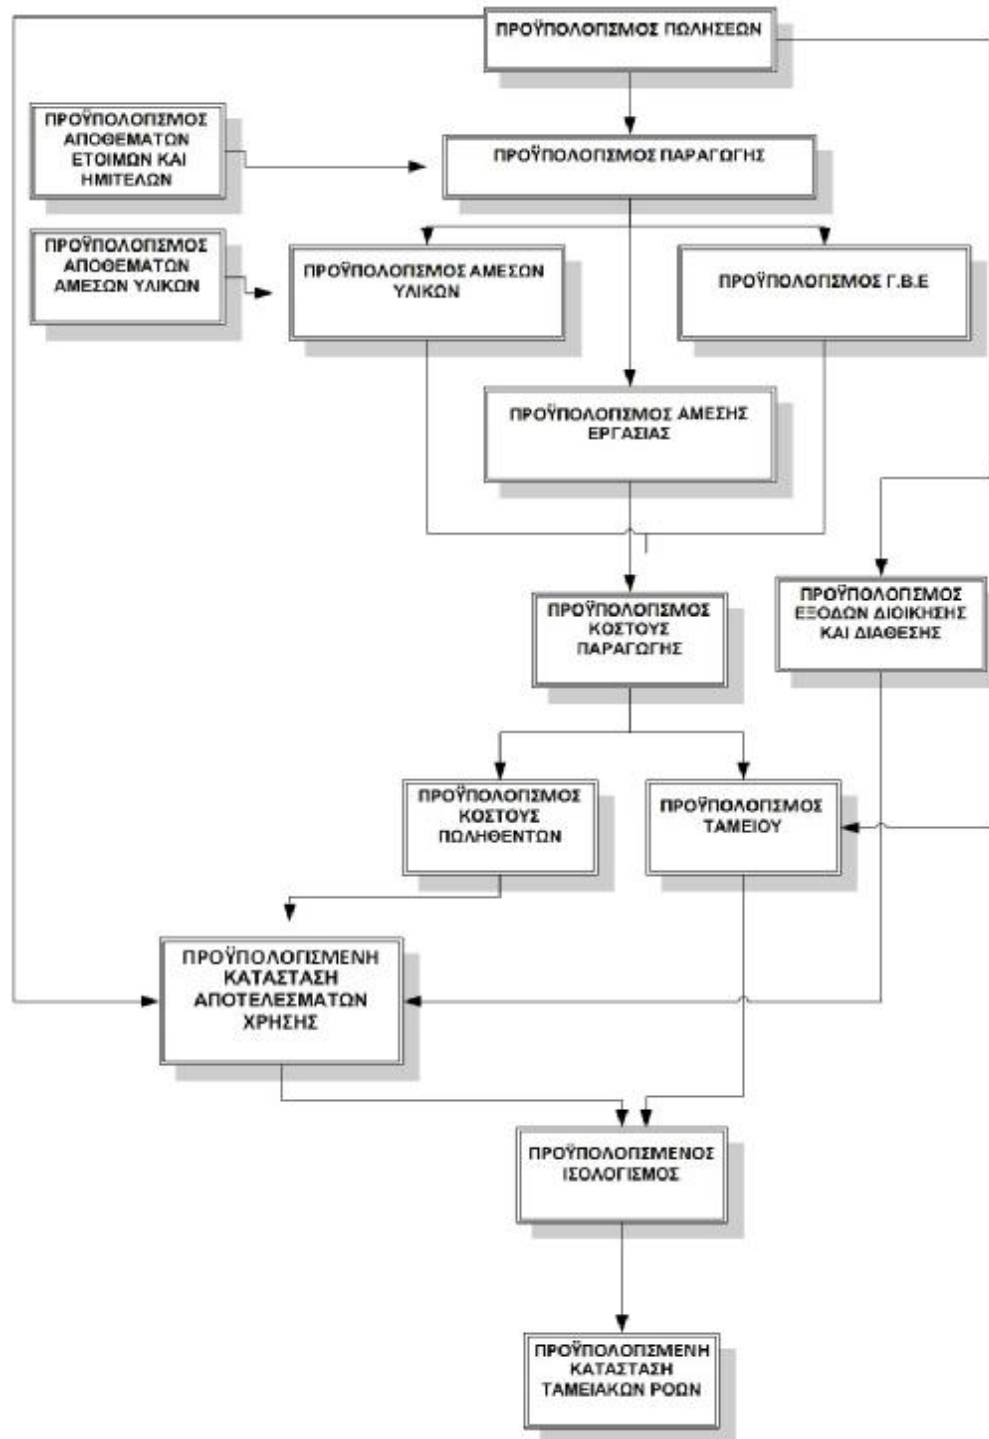 ΠΡΟΫΠΟΛΟΓΙΣΜΟΣ ΠΩΛΗΣΕΩΝ
ΠΡΟΫΠΟΛΟΓΙΣΜΟΣ
ΑΠΟΘΕΜΑΤΩΝ
ΕΤΟΙΜΩΝ ΚΑΙ
ΗΜΙΤΕΛΩΝ
ΠΡΟΫΠΟΛΟΓΙΣΜΟΣ ΠΑΡΑΓΩΓΗΣ
ΠΡΟΫΠΟΛΟΓΙΣΜΟΣ
ΑΠΟΘΕΜΑΤΩΝ
ΑΜΕΣΩΝ ΥΛΙΚΩΝ
ΠΡΟΫΠΟΛΟΓΙΣΜΟΣ ΑΜΕΣΩΝ
ΥΛΙΚΩΝ
ΠΡΟΫΠΟΛΟΓΙΣΜΟΣ Γ.Β.Ε
ΠΡΟΫΠΟΛΟΓΙΣΜΟΣ ΑΜΕΣΗΣ
ΕΡΓΑΣΙΑΣ
ΠΡΟΫΠΟΛΟΓΙΣΜΟΣ
ΚΟΣΤΟΥΣ
ΠΑΡΑΓΩΓΗΣ
ΠΡΟΫΠΟΛΟΓΙΣΜΟΣ
ΕΞΟΔΩΝ ΔΙΟΙΚΗΣΗΣ
ΚΑΙ ΔΙΑΘΕΣΗΣ
ΠΡΟΫΠΟΛΟΓΙΣΜΟΣ
ΚΟΣΤΟΥΣ
ΠΩΛΗΘΕΝΤΩΝ
ΠΡΟΫΠΟΛΟΓΙΣΜΟΣ
ΤΑΜΕΙΟΥ
ΠΡΟΫΠΟΛΟΓΙΣΜΕΝΗ
ΚΑΤΑΣΤΑΣΗ
ΑΠΟΤΕΛΕΣΜΑΤΩΝ
ΧΡΗΣΗΣ
ΠΡΟΫΠΟΛΟΓΙΣΜΕΝΟΣ
ΙΣΟΛΟΓΙΣΜΟΣ
ΠΡΟΫΠΟΛΟΓΙΣΜΕΝΗ
ΚΑΤΑΣΤΑΣΗ
ΤΑΜΕΙΑΚΩΝ ΡΟΩΝ